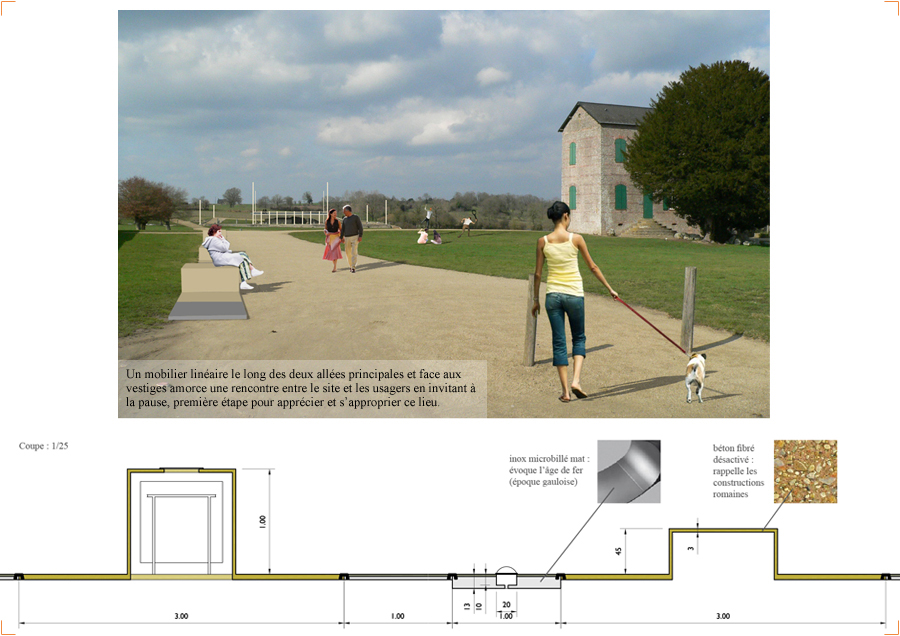 Un mobilier linéaire le long des deux allées principales et face aux
vestiges amorce une rencontre entre le site et les usagers en invitant à
la pause, première étape pour apprécier et s’approprier ce lieu.
Coupe : 1/25
inox microbillé mat :
évoque l’âge de fer
(époque gauloise)
béton fibré
désactivé :
rappelle les
constructions
romaines
1.00
45
3
13
10
20
3.00
1.00
1.00
3.00